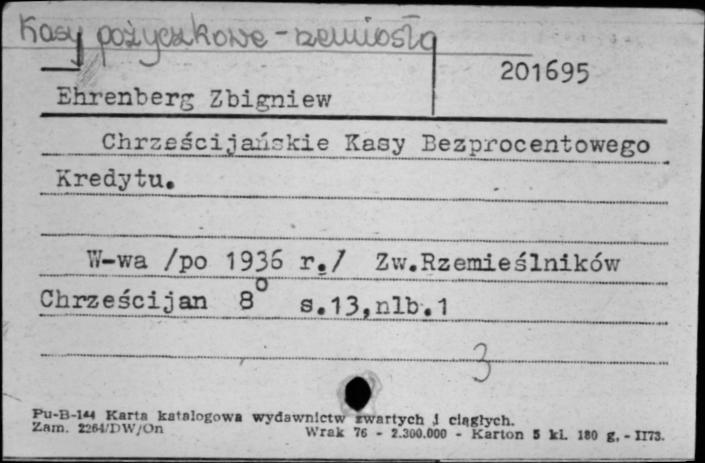 Kasy pożyczkowe - rzemiosła
201695
Ehrenberg Zbigniew
Chrześcijańskie Kasy Bezprocentowego
Kredytu.
W-wa /po 1936 r./ Zw.Rzemieślników
Chrześcijan 8° s.13,nlb.1
3
Pu-B-144 Karta katalogowa wydawnictw zwartych i ciągłych.
Zam. 2264/DW/On Wrak 76 - 2.300.000 - Karton 5 kl. 180 g. - II73.